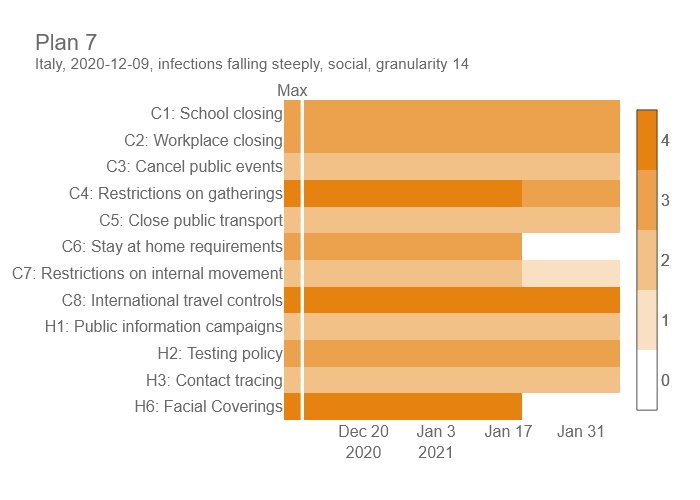 Plan 7
Italy, 2020-12-09, infections falling steeply, social, granularity 14
Max
C1: School closing
C2: Workplace closing
C3: Cancel public events
C4: Restrictions on gatherings
C5: Close public transport
C6: Stay at home requirements
C7: Restrictions on internal movement
C8: International travel controls
H1: Public information campaigns
H2: Testing policy
H3: Contact tracing
H6: Facial Coverings
Dec 20 Jan 3 Jan 17 Jan 31
2020 2021
4
3
2
1
0